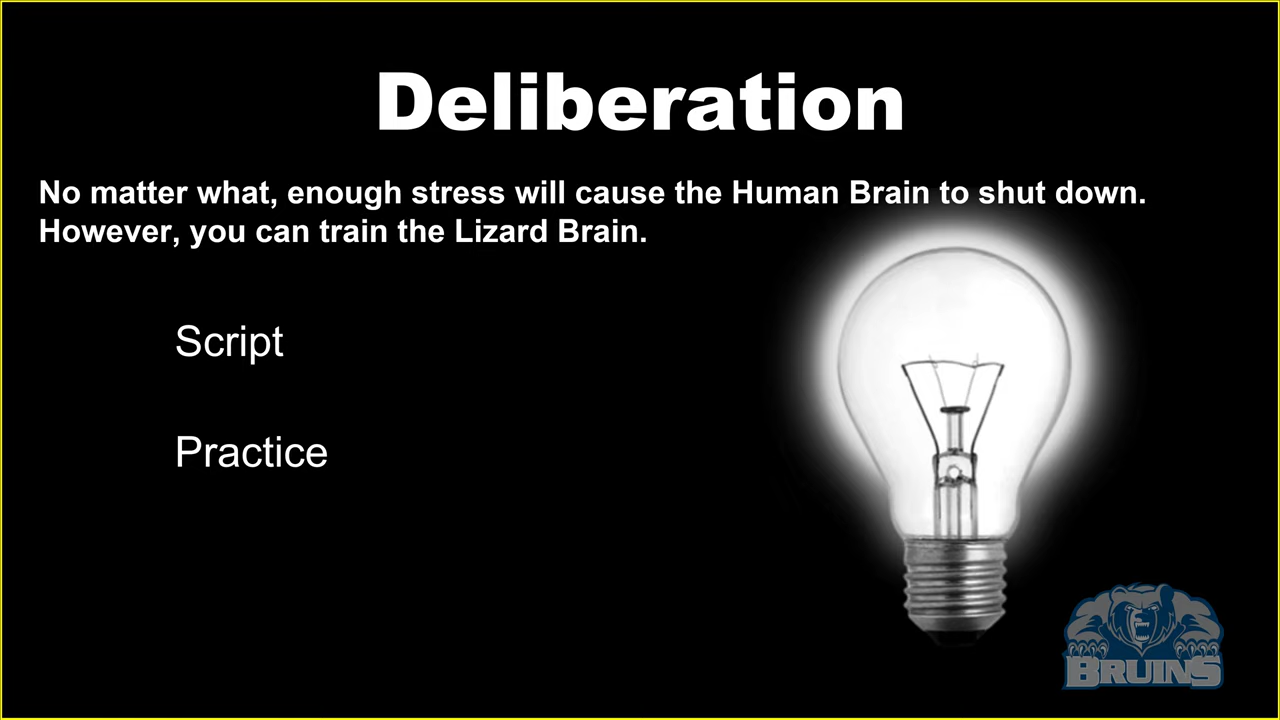 Deliberation
No matter what, enough stress will cause the Human Brain to shut down.
However, you can train the Lizard Brain.
Script
Practice
BRUINS